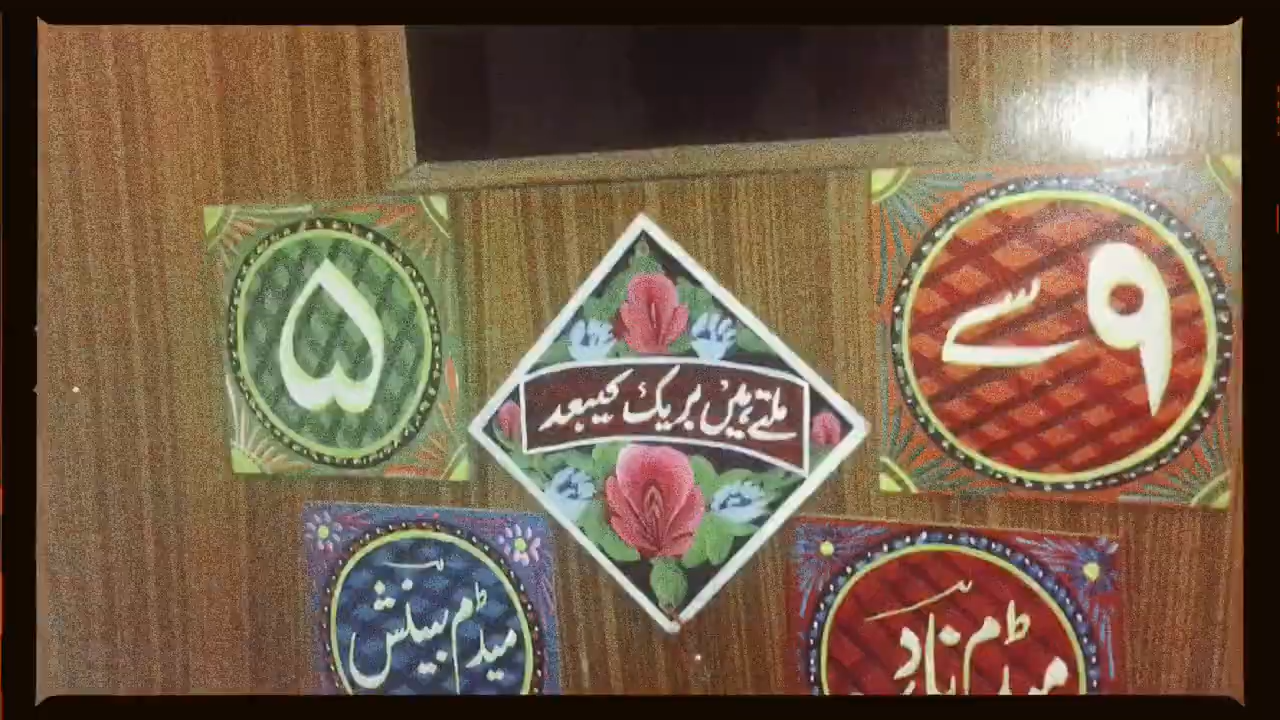 ۹ سے
۵
ملتے ہیں بریک کیبعد
میڈم
میڈم بینش